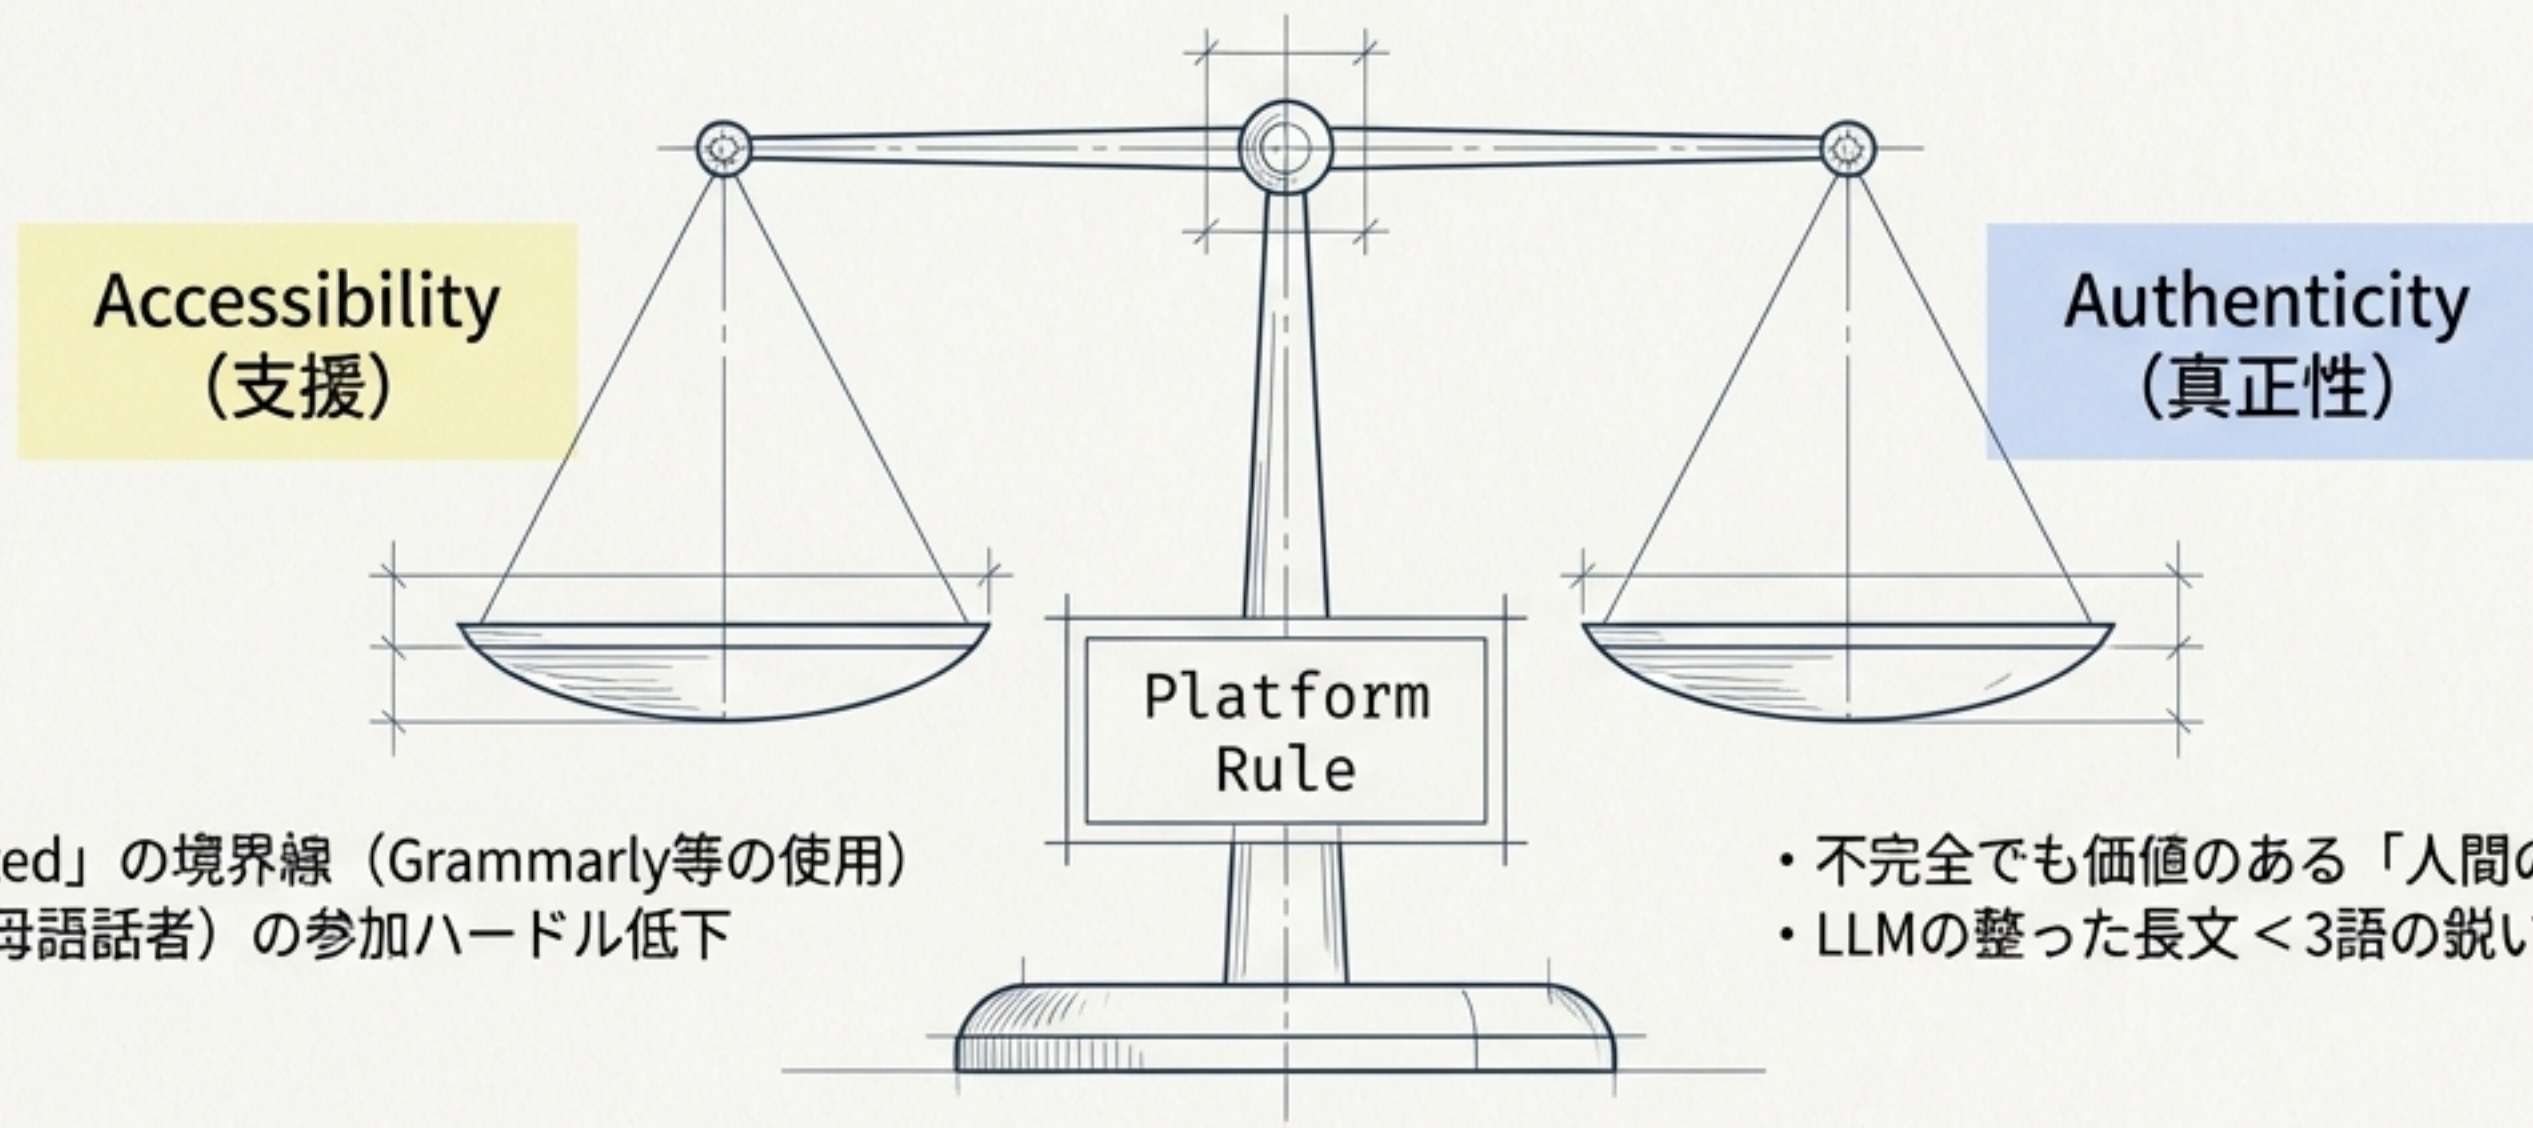 Accessibility
（支援）
Authenticity
（真正性）
Platform
Rule
ed」の境界線（Grammarly等の使用）
母語話者）の参加ハードル低下
・不完全でも価値のある「人間の
・LLMの整った長文 < 3語の鋭い